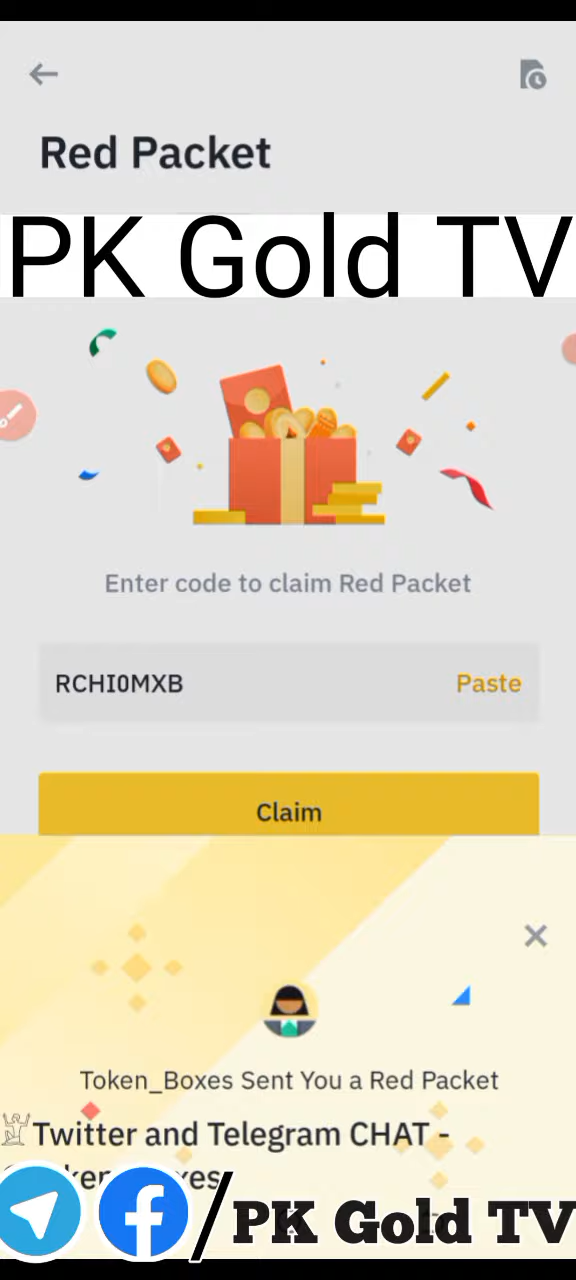 Red Packet
PK Gold TV
Enter code to claim Red Packet
RCHI0MXB Paste
Claim
Token_Boxes Sent You a Red Packet
Twitter and Telegram CHAT -
/PK Gold TV